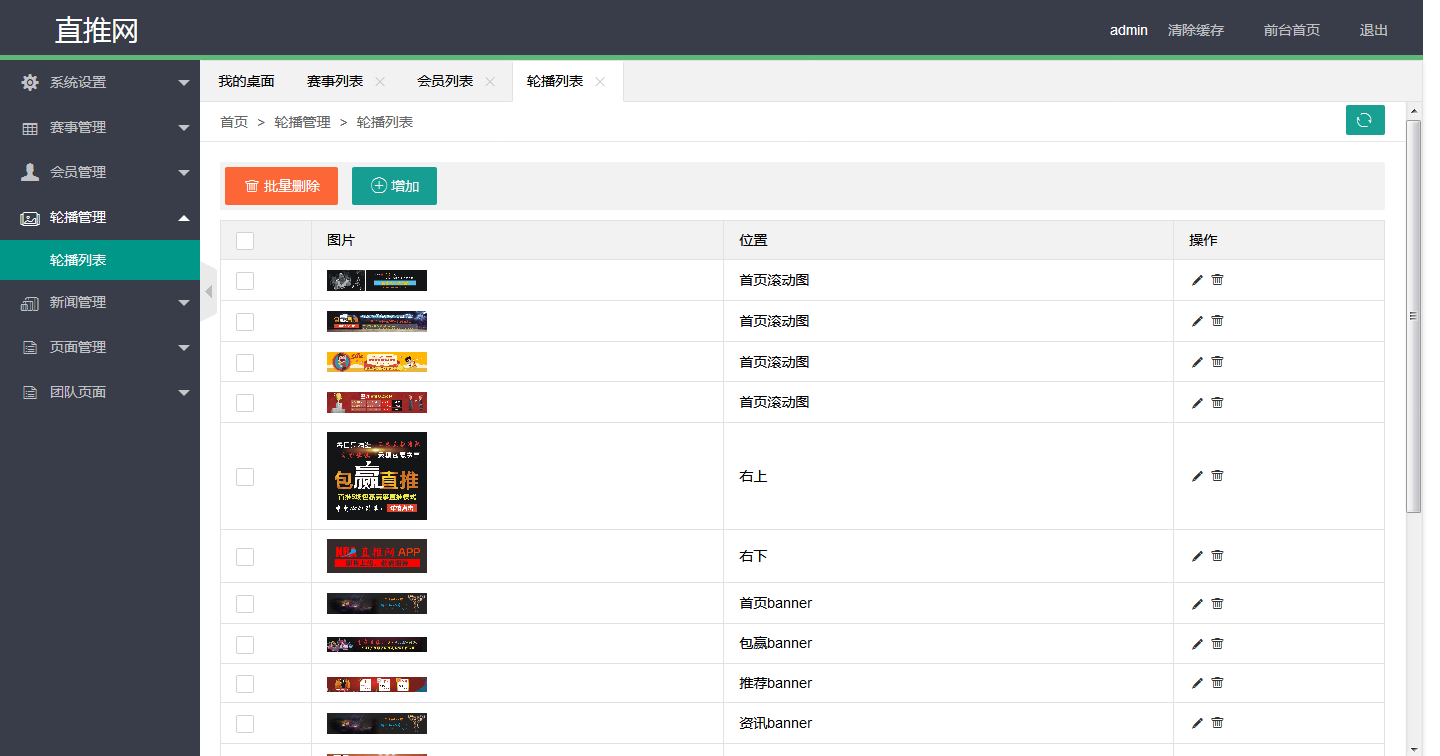 直推网
admin 清除缓存 前台首页 退出
系统设置
赛事管理
会员管理
轮播管理
轮播列表
新闻管理
页面管理
团队页面
我的桌面 赛事列表 会员列表 轮播列表
首页 > 轮播管理 > 轮播列表
批量删除 增加
图片 位置 操作
首页滚动图
首页滚动图
首页滚动图
首页滚动图
包赢直推
右上
直推网 APP
右下
首页banner
包赢banner
推荐banner
资讯banner